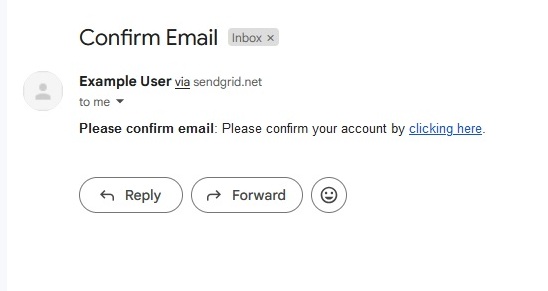 Confirm Email Inbox ×
Example User via sendgrid.net
to me
Please confirm email: Please confirm your account by clicking here.
Reply Forward